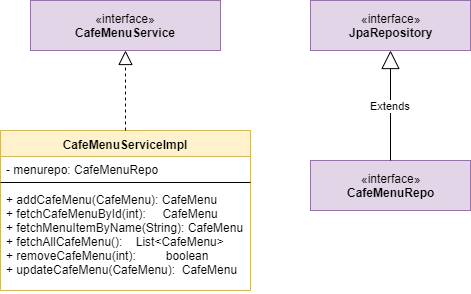 «interface»
CafeMenuService
«interface»
JpaRepository
Extends
CafeMenuServiceImpl
- menurepo: CafeMenuRepo
+ addCafeMenu(CafeMenu): CafeMenu
+ fetchCafeMenuById(int): CafeMenu
+ fetchMenuItemByName(String): CafeMenu
+ fetchAllCafeMenu(): List<CafeMenu>
+ removeCafeMenu(int): boolean
+ updateCafeMenu(CafeMenu): CafeMenu
«interface»
CafeMenuRepo